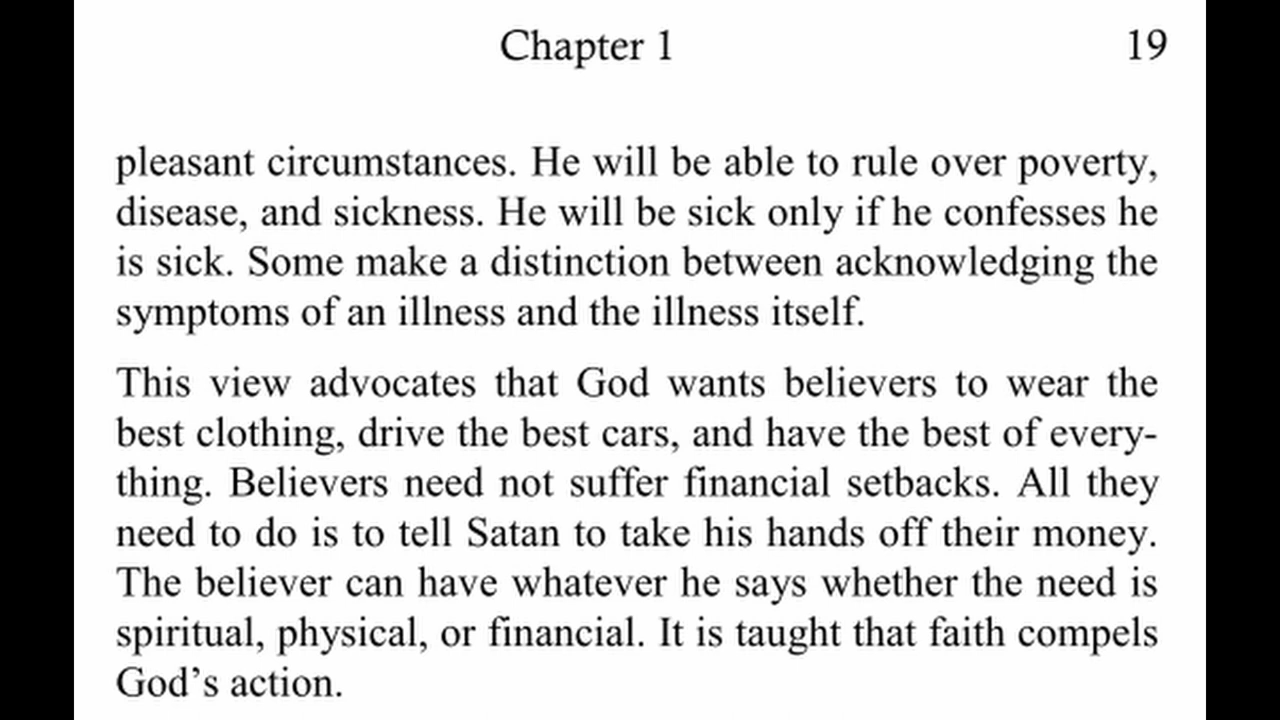 Chapter 1 19
pleasant circumstances. He will be able to rule over poverty,
disease, and sickness. He will be sick only if he confesses he
is sick. Some make a distinction between acknowledging the
symptoms of an illness and the illness itself.
This view advocates that God wants believers to wear the
best clothing, drive the best cars, and have the best of every-
thing. Believers need not suffer financial setbacks. All they
need to do is to tell Satan to take his hands off their money.
The believer can have whatever he says whether the need is
spiritual, physical, or financial. It is taught that faith compels
God’s action.